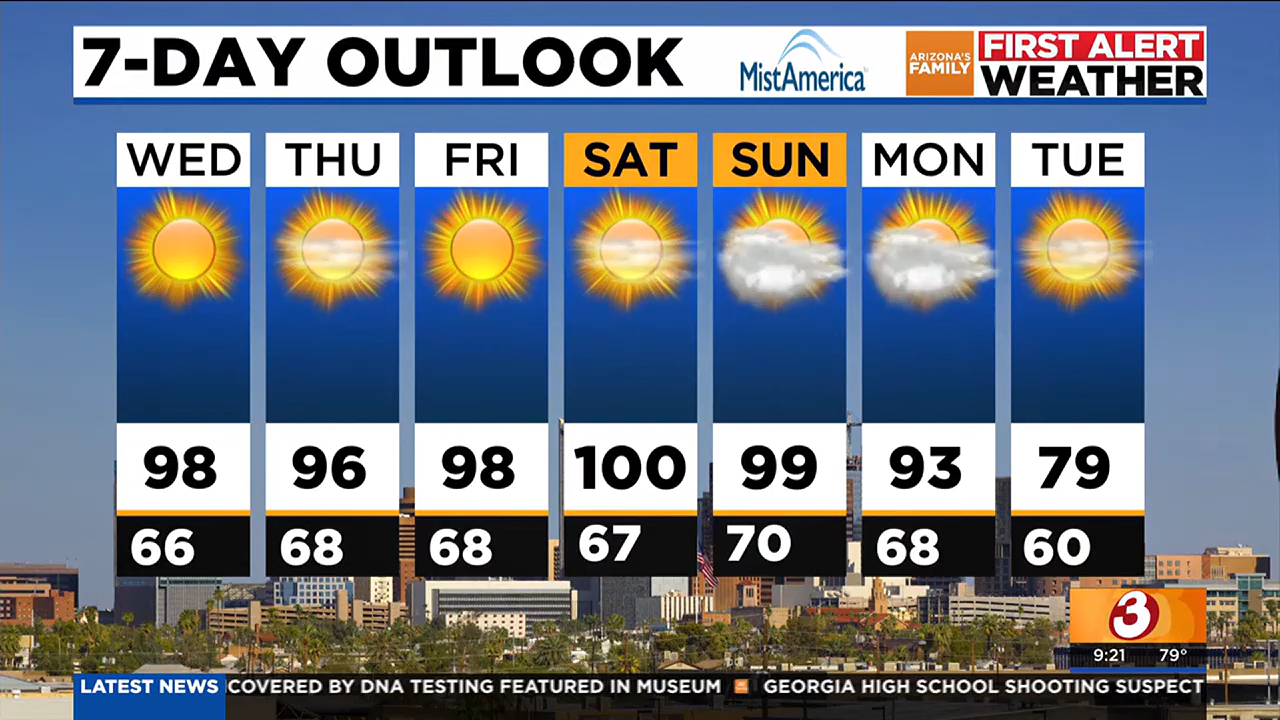 7-DAY OUTLOOK
MistAmerica
ARIZONA'S
FAMILY
FIRST ALERT
WEATHER
WED THU FRI SAT SUN MON TUE
98 96 98 100 99 93 79
66 68 68 67 70 68 60
3
9:21 79°
LATEST NEWS COVERED BY DNA TESTING FEATURED IN MUSEUM GEORGIA HIGH SCHOOL SHOOTING SUSPECT